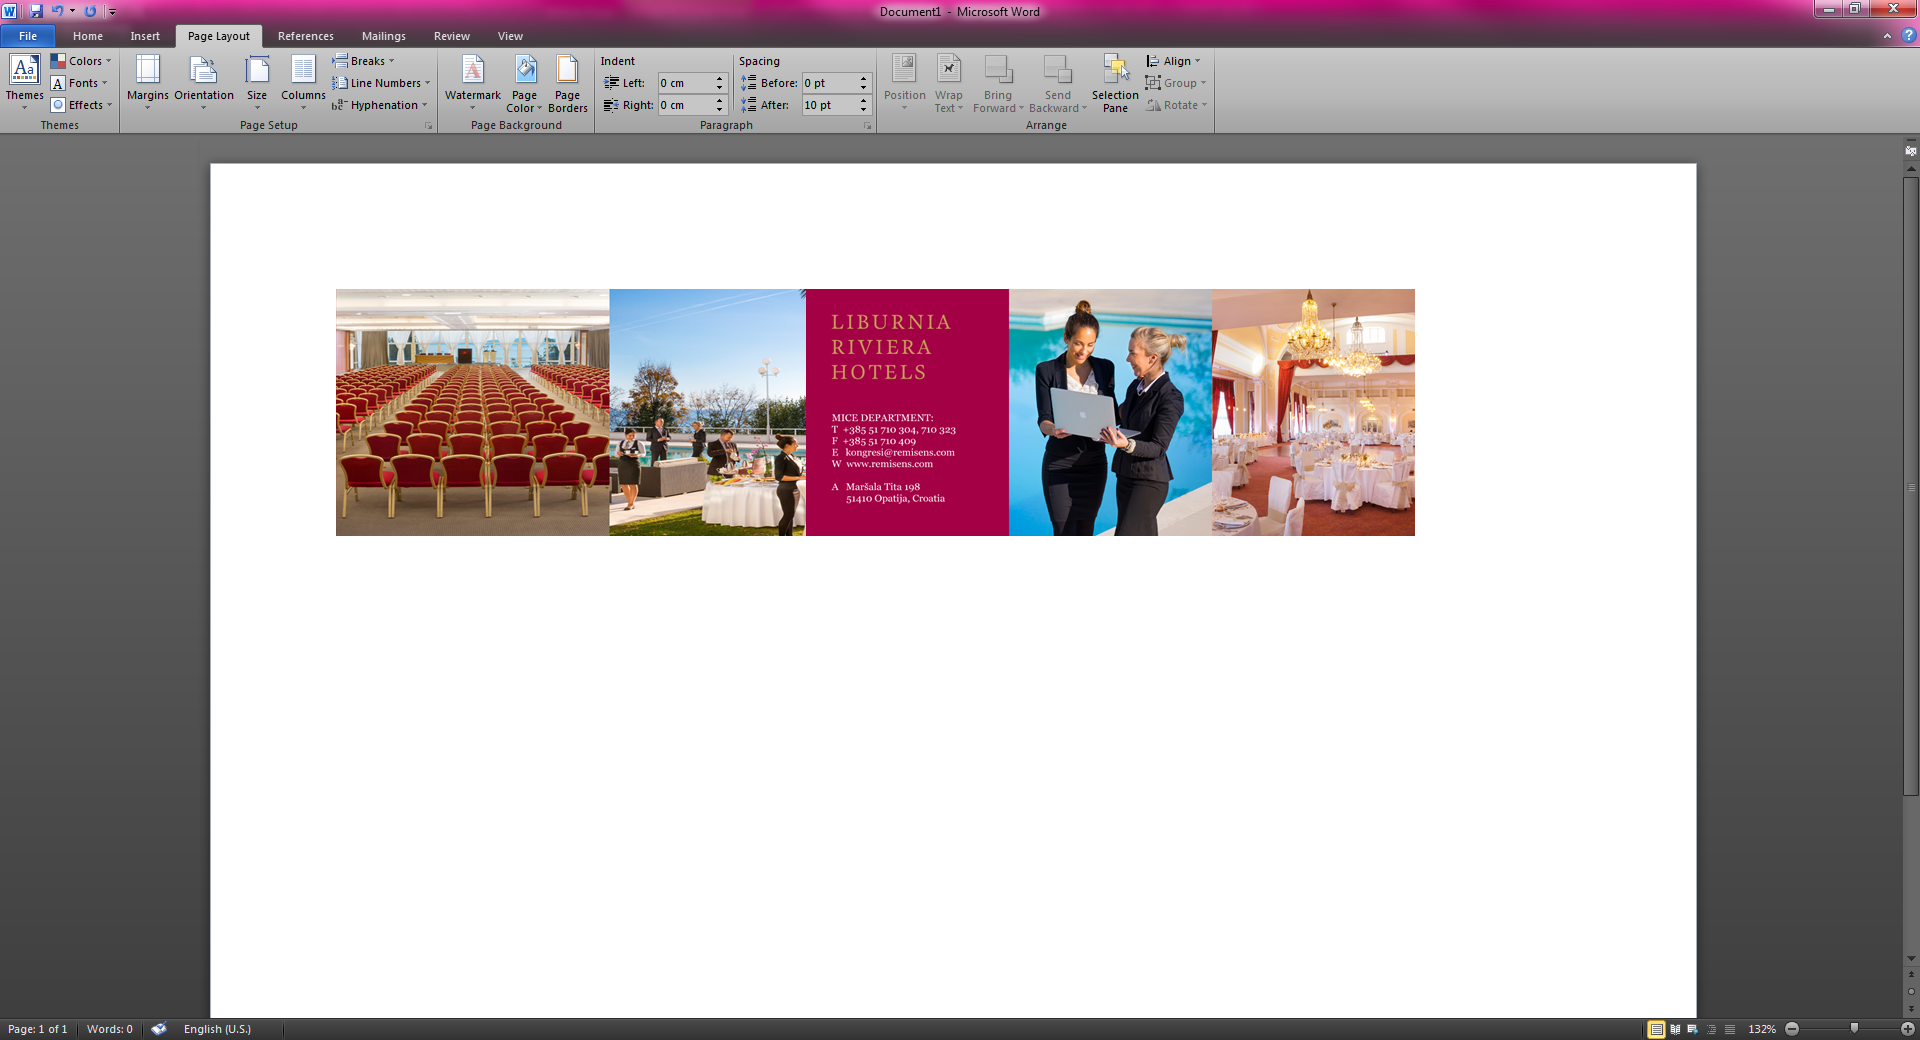 Document1 - Microsoft Word
File Home Insert Page Layout References Mailings Review View
Themes
Colors
Fonts
Effects
Themes
Margins
Orientation
Size
Columns
Breaks
Line Numbers
Hyphenation
Page Setup
Watermark
Page Color
Page Borders
Page Background
Indent
Left: 0 cm
Right: 0 cm
Spacing
Before: 0 pt
After: 10 pt
Paragraph
Position
Wrap Text
Bring Forward
Send Backward
Selection Pane
Align
Group
Rotate
Arrange
LIBURNIA
RIVIERA
HOTELS
MICE DEPARTMENT:
T +385 51 710 304, 710 323
F +385 51 710 409
E kongresi@remisens.com
W www.remisens.com
A Maršala Tita 198
51410 Opatija, Croatia
Page: 1 of 1 Words: 0 English (U.S.) 132%